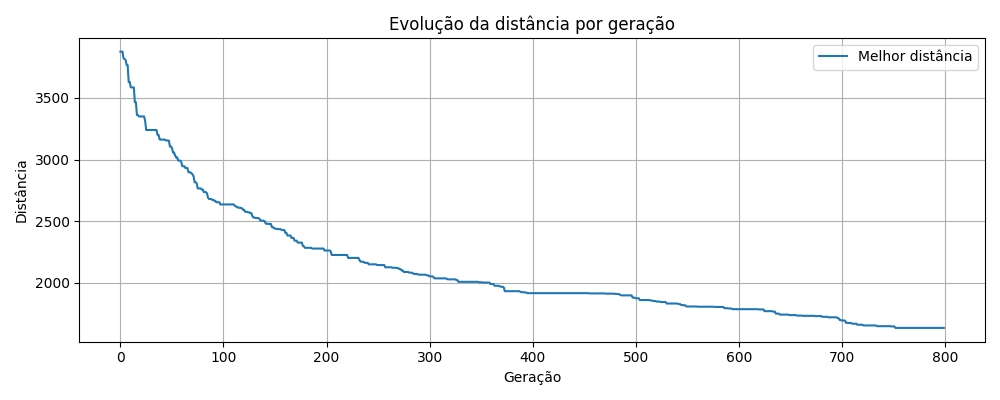 Evolução da distância por geração
Melhor distância
Distância
3500
3000
2500
2000
0 100 200 300 400 500 600 700 800
Geração